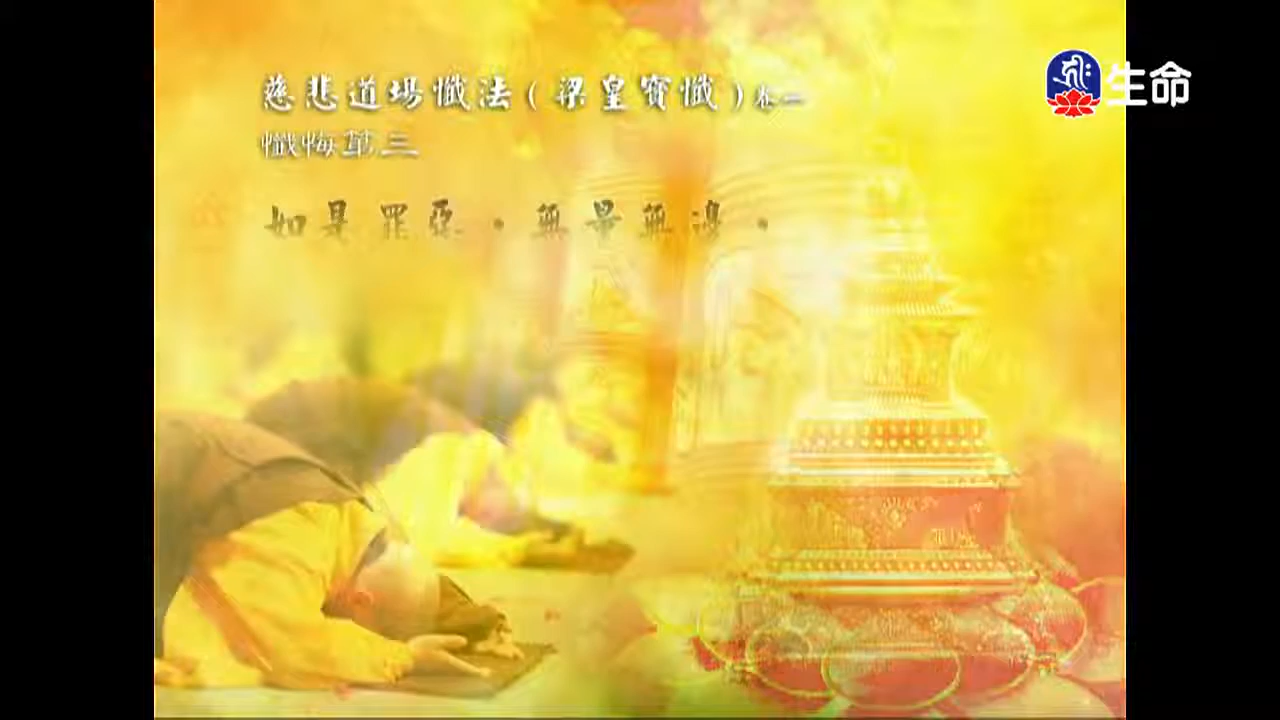 慈悲道場懺法(梁皇寶懺)卷一
生命
懺悔第三
如是罪惡。無量無邊。